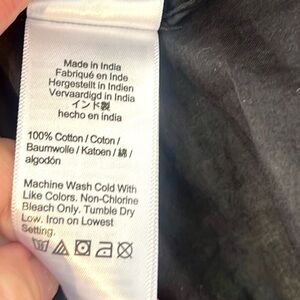 Made in India
Fabriqué en Inde
Hergestellt in Indien
Vervaardigd in India
インド製
hecho en india
100% Cotton / Coton /
Baumwolle / Katoen / 綿 /
algodón
Machine Wash Cold With
Like Colors. Non-Chlorine
Bleach Only. Tumble Dry
Low. Iron on Lowest
Setting.